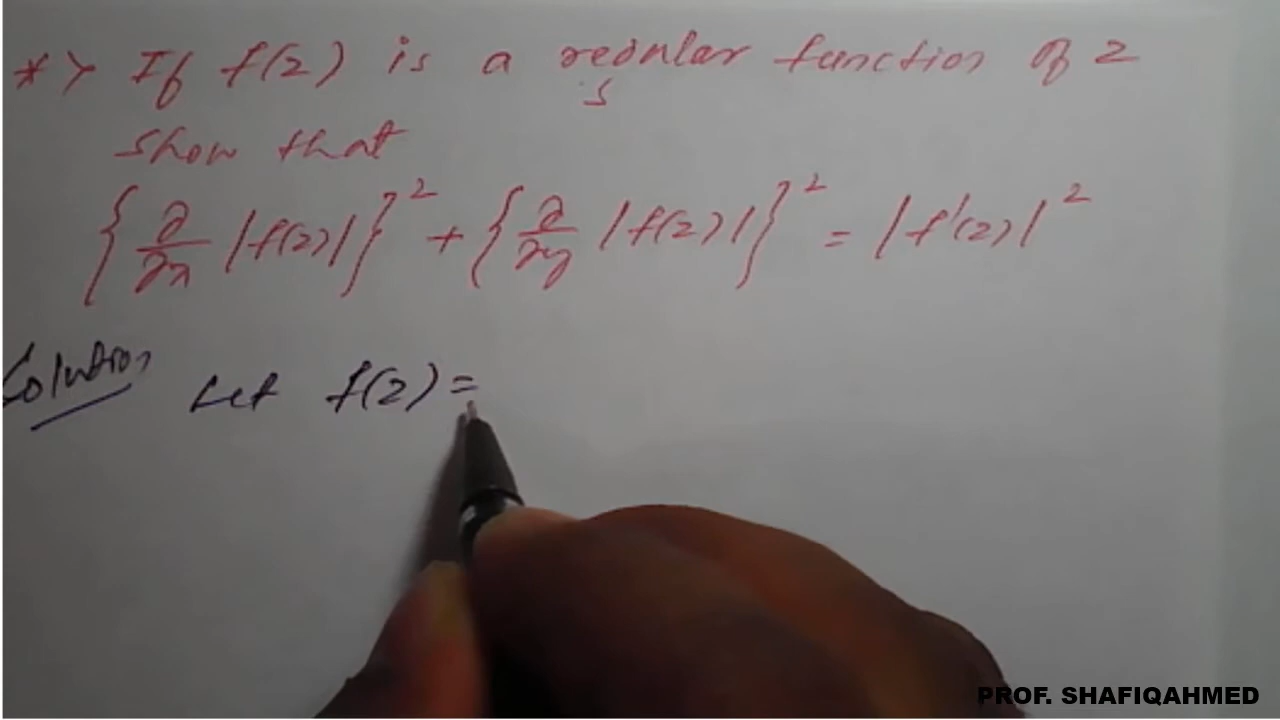 *> If f(z) is a regular function of z
show that
{∂/∂x |f(z)|}² + {∂/∂y |f(z)|}² = |f'(z)|²
Solution Let f(z) =
PROF. SHAFIQAHMED